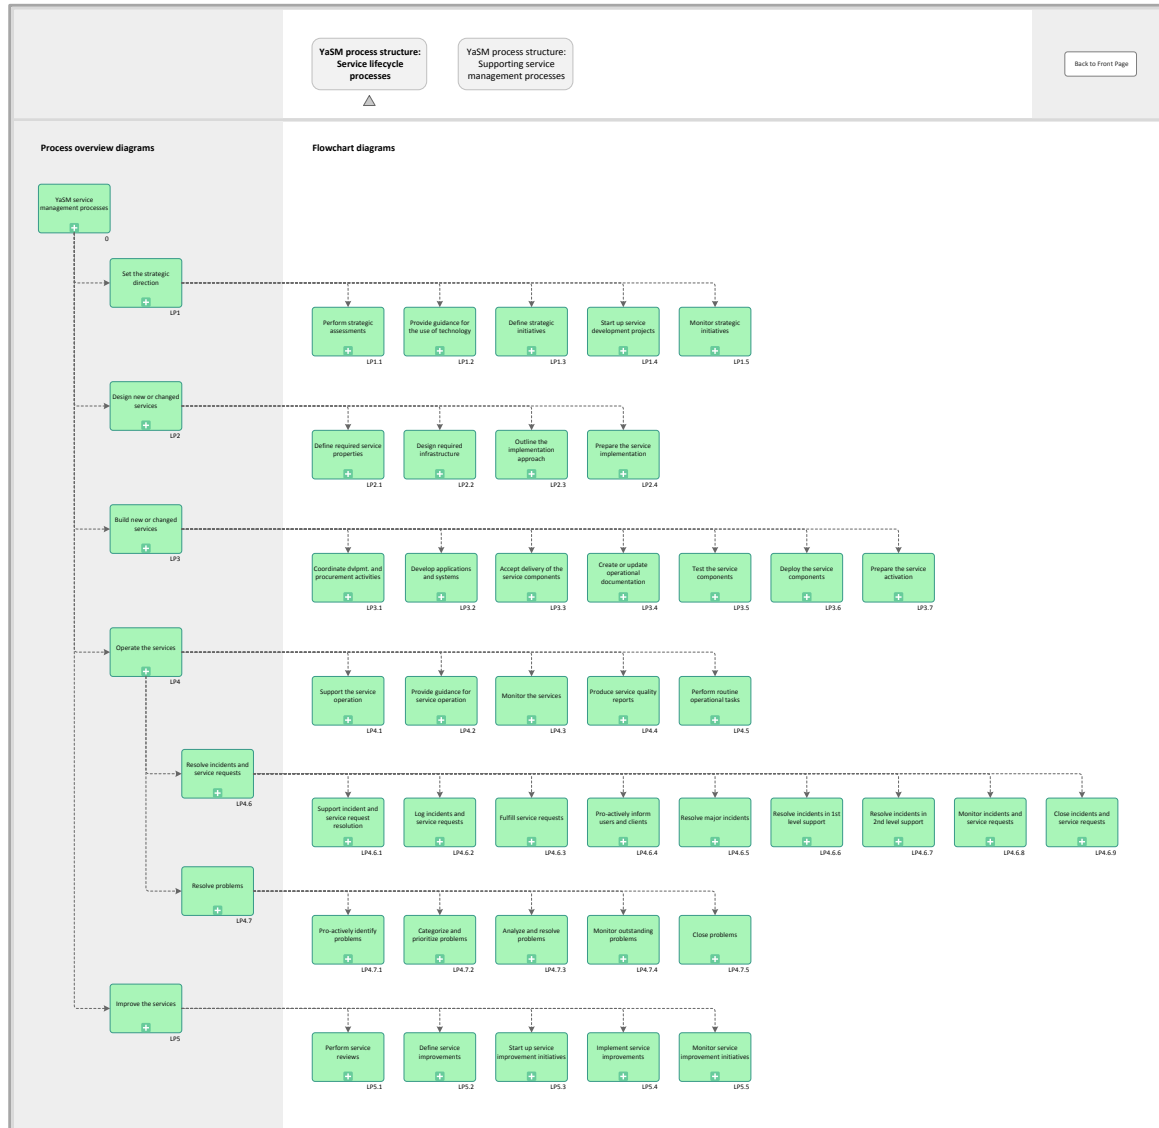 YaSM process structure:
Service lifecycle
processes
YaSM process structure:
Supporting service
management processes
Back to Front Page
Process overview diagrams
Flowchart diagrams
YaSM service
management processes
0
Set the strategic
direction
LP1
Perform strategic
assessments
LP1.1
Provide guidance for
the use of technology
LP1.2
Define strategic
initiatives
LP1.3
Start up service
development projects
LP1.4
Monitor strategic
initiatives
LP1.5
Design new or changed
services
LP2
Define required service
properties
LP2.1
Design required
infrastructure
LP2.2
Outline the
implementation
approach
LP2.3
Prepare the service
implementation
LP2.4
Build new or changed
services
LP3
Coordinate dvlpmt. and
procurement activities
LP3.1
Develop applications
and systems
LP3.2
Accept delivery of the
service components
LP3.3
Create or update
operational
documentation
LP3.4
Test the service
components
LP3.5
Deploy the service
components
LP3.6
Prepare the service
activation
LP3.7
Operate the services
LP4
Support the service
operation
LP4.1
Provide guidance for
service operation
LP4.2
Monitor the services
LP4.3
Produce service quality
reports
LP4.4
Perform routine
operational tasks
LP4.5
Resolve incidents and
service requests
LP4.6
Support incident and
service request
resolution
LP4.6.1
Log incidents and
service requests
LP4.6.2
Fulfill service requests
LP4.6.3
Pro-actively inform
users and clients
LP4.6.4
Resolve major incidents
LP4.6.5
Resolve incidents in 1st
level support
LP4.6.6
Resolve incidents in
2nd level support
LP4.6.7
Monitor incidents and
service requests
LP4.6.8
Close incidents and
service requests
LP4.6.9
Resolve problems
LP4.7
Pro-actively identify
problems
LP4.7.1
Categorize and
prioritize problems
LP4.7.2
Analyze and resolve
problems
LP4.7.3
Monitor outstanding
problems
LP4.7.4
Close problems
LP4.7.5
Improve the services
LP5
Perform service
reviews
LP5.1
Define service
improvements
LP5.2
Start up service
improvement initiatives
LP5.3
Implement service
improvements
LP5.4
Monitor service
improvement initiatives
LP5.5